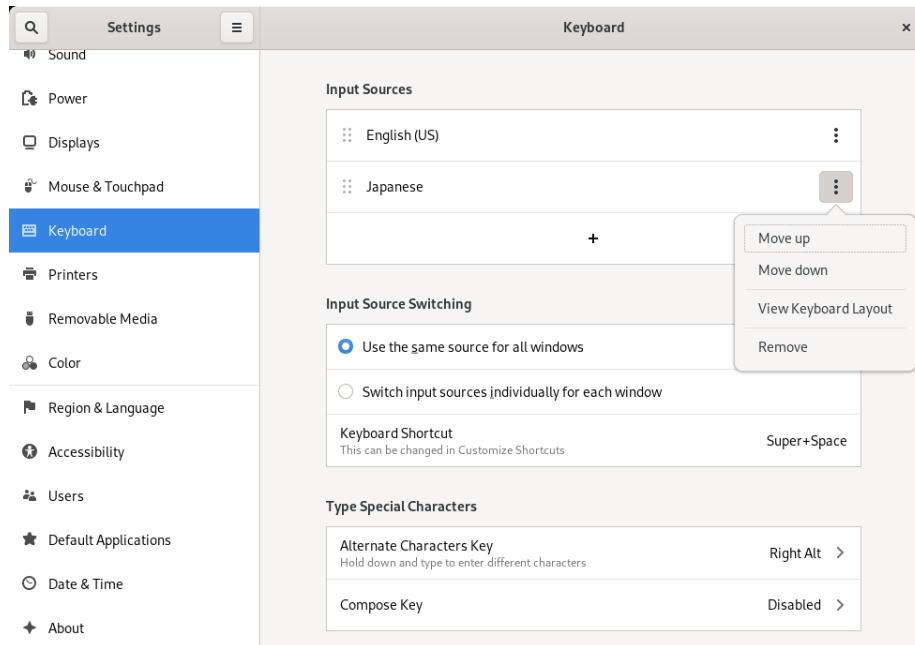 Settings
Keyboard
Sound
Power
Displays
Mouse & Touchpad
Keyboard
Printers
Removable Media
Color
Region & Language
Accessibility
Users
Default Applications
Date & Time
About
Input Sources
English (US)
Japanese
Move up
Move down
View Keyboard Layout
Remove
Input Source Switching
Use the same source for all windows
Switch input sources individually for each window
Keyboard Shortcut
This can be changed in Customize Shortcuts
Super+Space
Type Special Characters
Alternate Characters Key
Hold down and type to enter different characters
Right Alt
Compose Key
Disabled